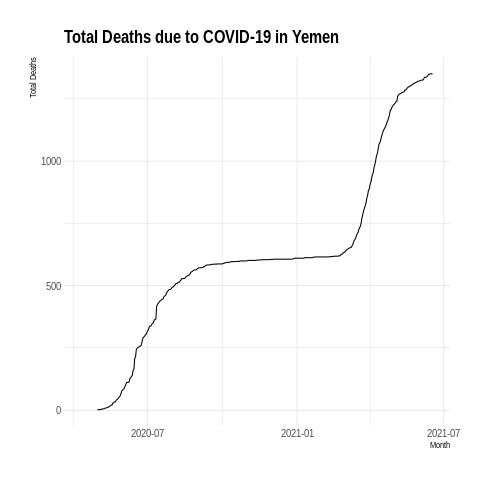 Total Deaths due to COVID-19 in Yemen
Total Deaths
1000
500
0
2020-07
2021-01
2021-07
Month